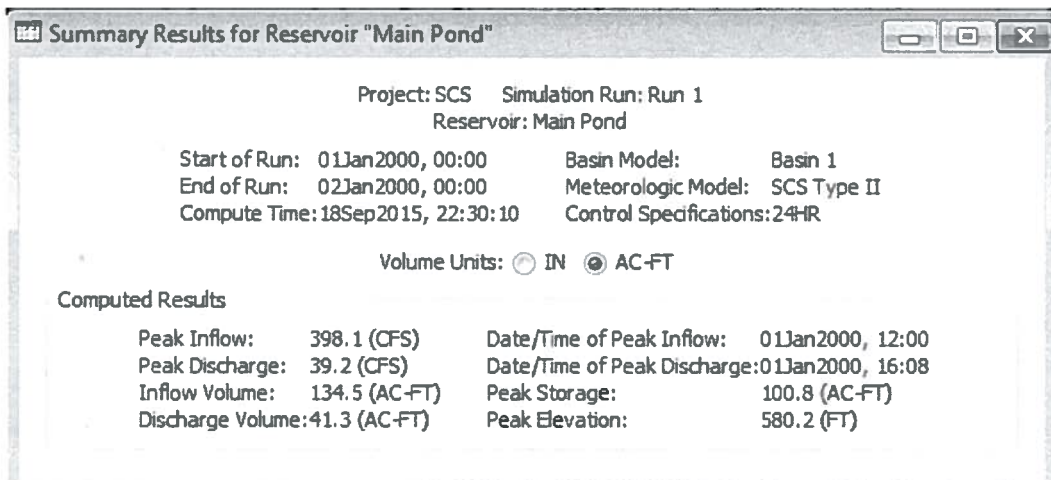 Summary Results for Reservoir "Main Pond"
Project: SCS Simulation Run: Run 1
Reservoir: Main Pond
Start of Run: 01Jan2000, 00:00 Basin Model: Basin 1
End of Run: 02Jan2000, 00:00 Meteorologic Model: SCS Type II
Compute Time: 18Sep2015, 22:30:10 Control Specifications: 24HR
Volume Units: IN AC-FT
Computed Results
Peak Inflow: 398.1 (CFS) Date/Time of Peak Inflow: 01Jan2000, 12:00
Peak Discharge: 39.2 (CFS) Date/Time of Peak Discharge: 01Jan2000, 16:08
Inflow Volume: 134.5 (AC-FT) Peak Storage: 100.8 (AC-FT)
Discharge Volume: 41.3 (AC-FT) Peak Elevation: 580.2 (FT)